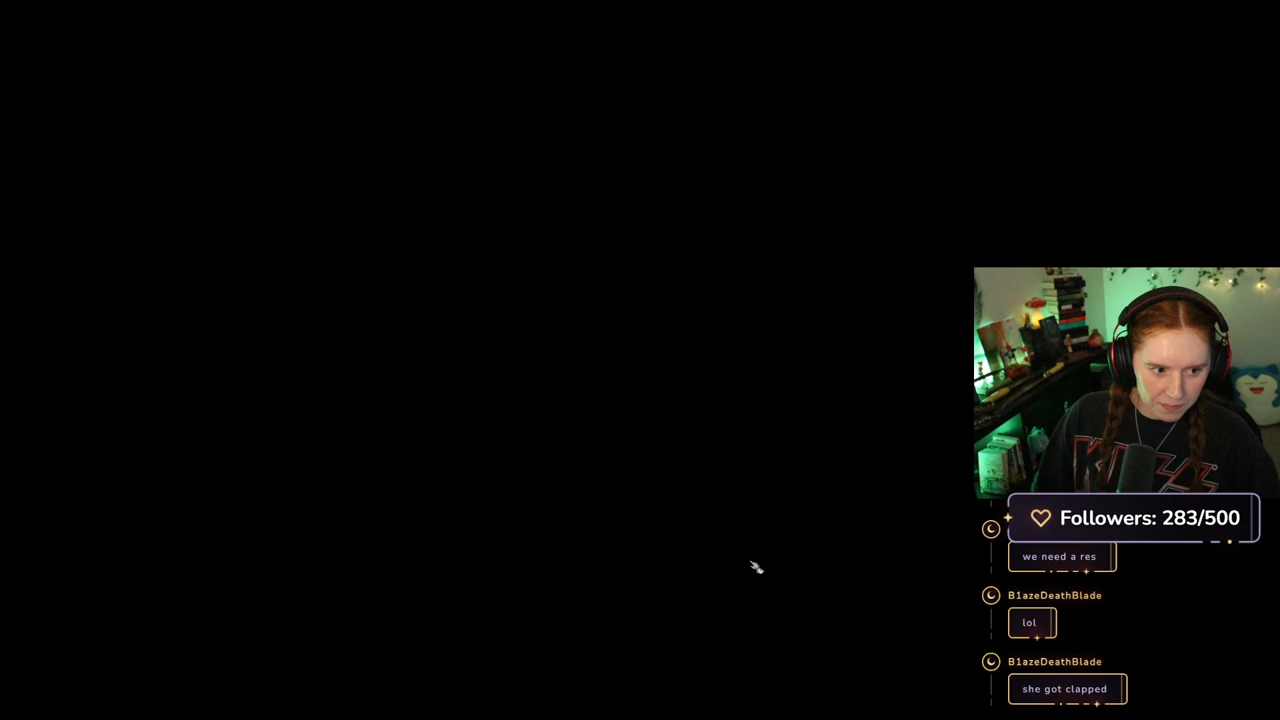 Followers: 283/500
we need a res
B1azeDeathBlade
lol
B1azeDeathBlade
she got clapped